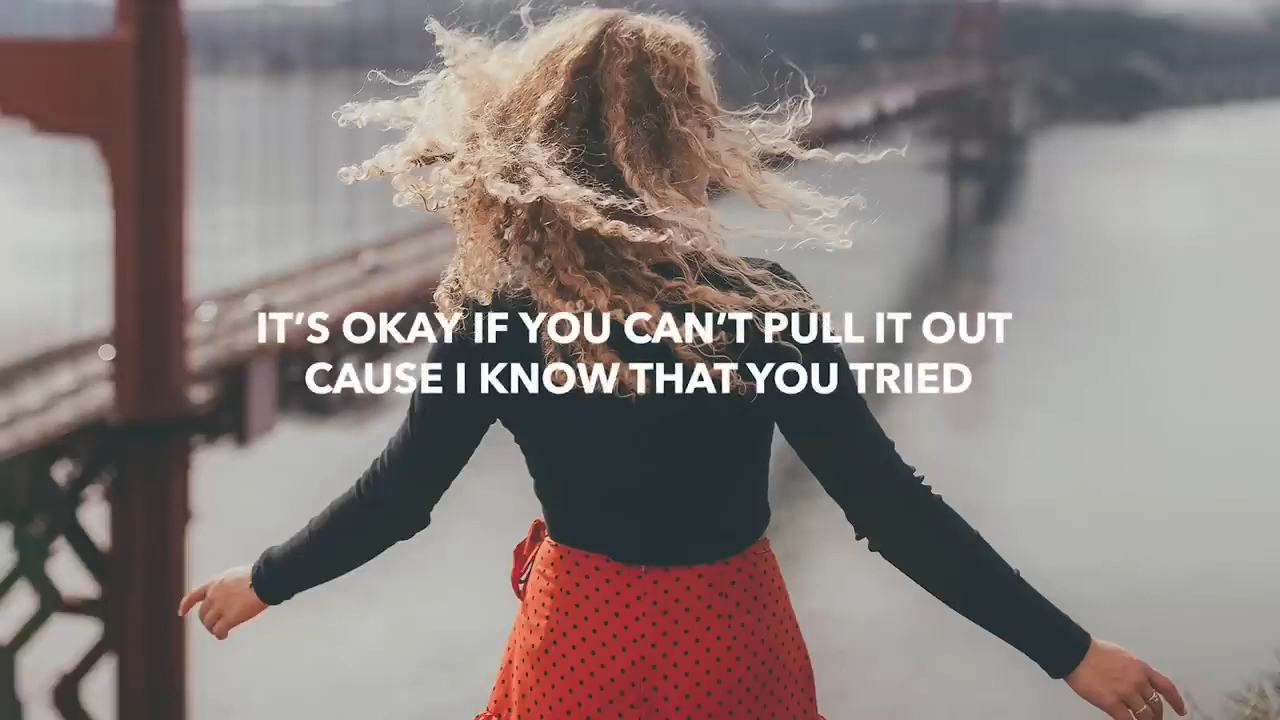 IT’S OKAY IF YOU CAN’T PULL IT OUT
CAUSE I KNOW THAT YOU TRIED